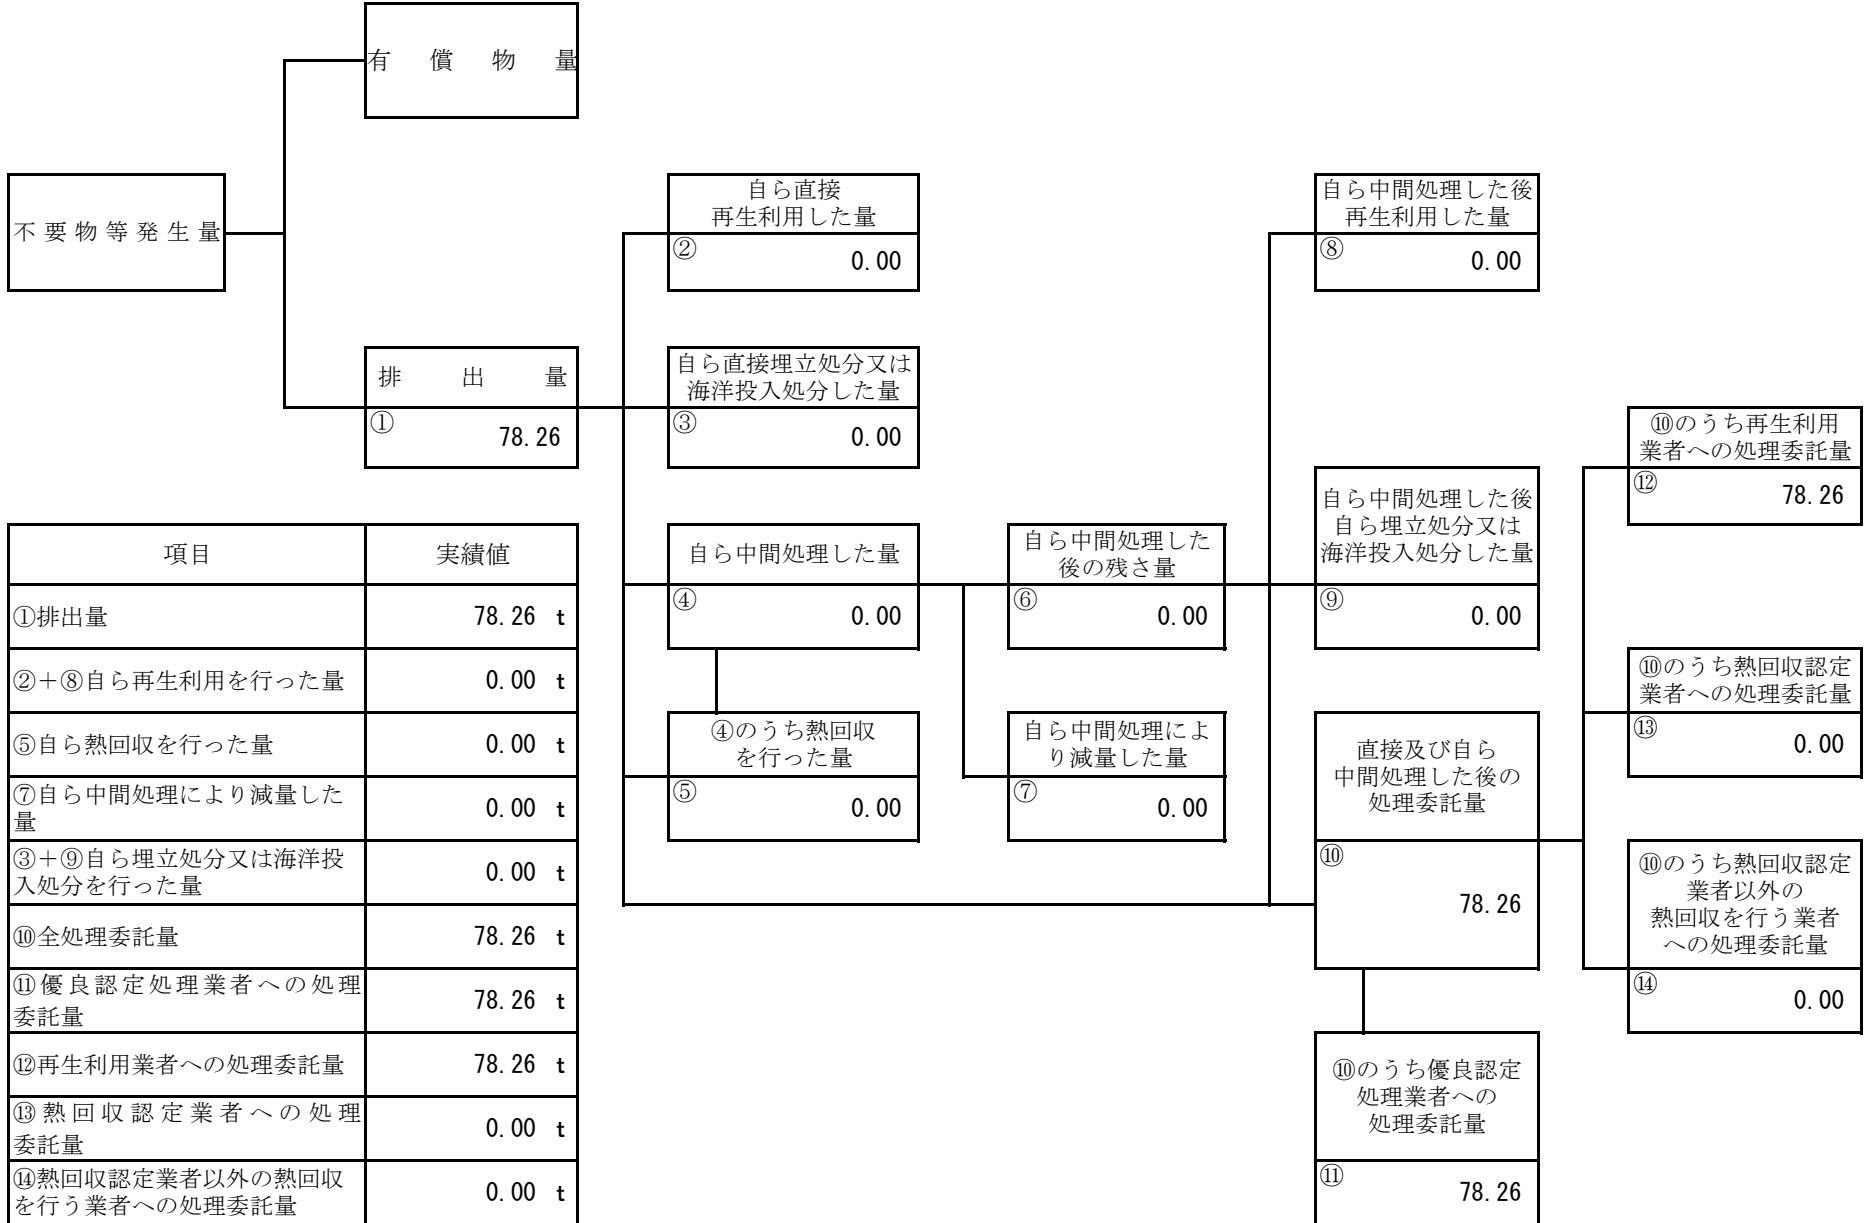 有償物量
不要物等発生量
自ら直接
再生利用した量
② 0.00
自ら中間処理した後
再生利用した量
⑧ 0.00
排出量
① 78.26
自ら直接埋立処分又は
海洋投入処分した量
③ 0.00
⑩のうち再生利用
業者への処理委託量
⑫ 78.26
自ら中間処理した量
④ 0.00
自ら中間処理した
後の残さ量
⑥ 0.00
自ら中間処理した後
自ら埋立処分又は
海洋投入処分した量
⑨ 0.00
⑩のうち熱回収認定
業者への処理委託量
⑬ 0.00
④のうち熱回収
を行った量
⑤ 0.00
自ら中間処理によ
り減量した量
⑦ 0.00
直接及び自ら
中間処理した後の
処理委託量
⑩ 78.26
⑩のうち熱回収認定
業者以外の
熱回収を行う業者
への処理委託量
⑭ 0.00
⑩のうち優良認定
処理業者への
処理委託量
⑪ 78.26
項目 実績値
①排出量 78.26 t
②+⑧自ら再生利用を行った量 0.00 t
⑤自ら熱回収を行った量 0.00 t
⑦自ら中間処理により減量した
量 0.00 t
③+⑨自ら埋立処分又は海洋投
入処分を行った量 0.00 t
⑩全処理委託量 78.26 t
⑪優良認定処理業者への処理
委託量 78.26 t
⑫再生利用業者への処理委託量 78.26 t
⑬熱回収認定業者への処理
委託量 0.00 t
⑭熱回収認定業者以外の熱回収
を行う業者への処理委託量 0.00 t